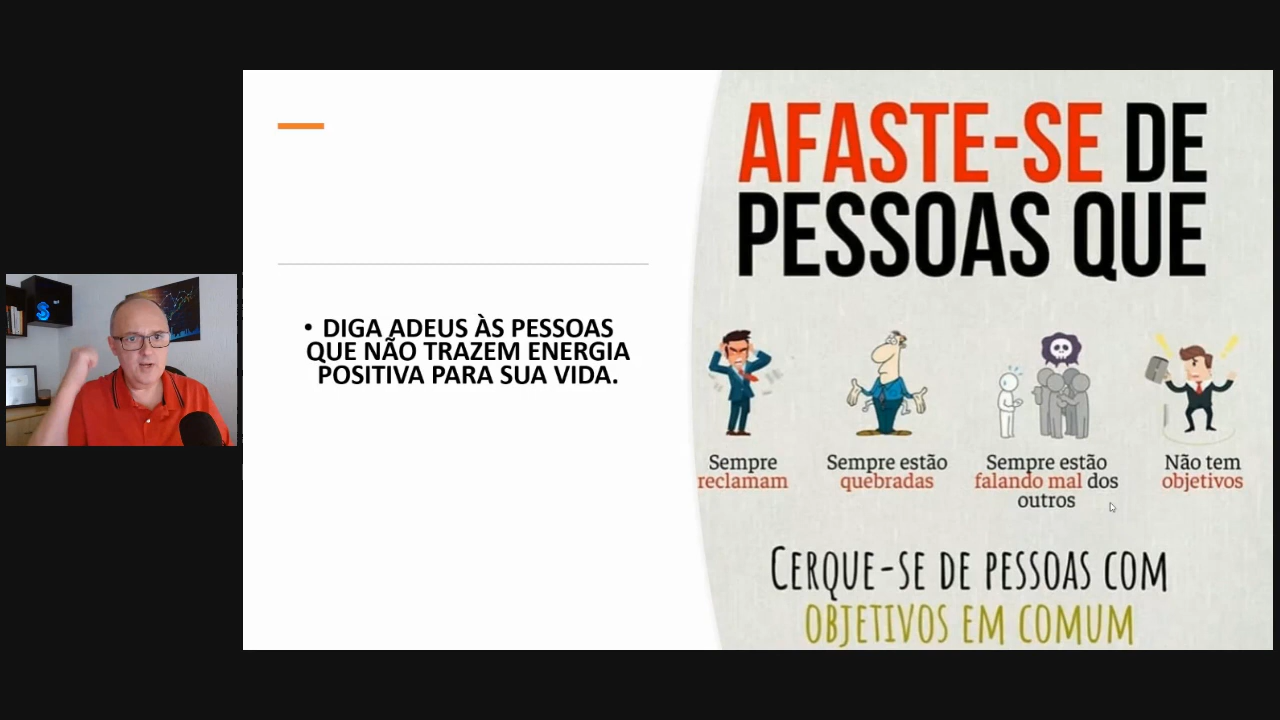 • DIGA ADEUS ÀS PESSOAS
QUE NÃO TRAZEM ENERGIA
POSITIVA PARA SUA VIDA.
AFASTE-SE DE
PESSOAS QUE
Sempre
reclamam
Sempre estão
quebradas
Sempre estão
falando mal dos
outros
Não tem
objetivos
CERQUE-SE DE PESSOAS COM
OBJETIVOS EM COMUM